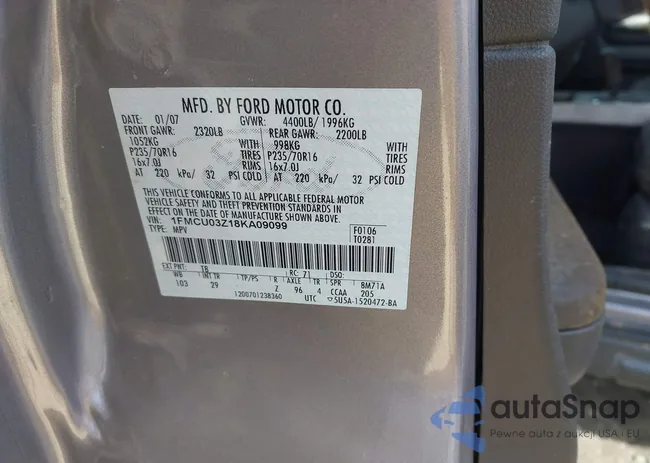 MFD. BY FORD MOTOR CO.
DATE: 01/07 GVWR: 4400LB/1996KG
FRONT GAWR: 2320LB REAR GAWR: 2200LB
1052KG WITH 998KG WITH
P235/70R16 TIRES P235/70R16 TIRES
16x7.0J RIMS 16x7.0J RIMS
AT 220 kPa/ 32 PSI COLD AT 220 kPa/ 32 PSI COLD
THIS VEHICLE CONFORMS TO ALL APPLICABLE FEDERAL MOTOR
VEHICLE SAFETY AND THEFT PREVENTION STANDARDS IN
EFFECT ON THE DATE OF MANUFACTURE SHOWN ABOVE.
1FMCU03Z18KA09099 F0106
TYPE: MPV T0281
EXT PNT: TB RC: 71 DSO:
WB INT TR TP/PS R AXLE TR SPR 8M71A
103 29 Z 96 4 CCAA 205
1200701238360 UTC 5U5A-1520472-BA
autoSnap
Pewne auta z aukcji USA i EU